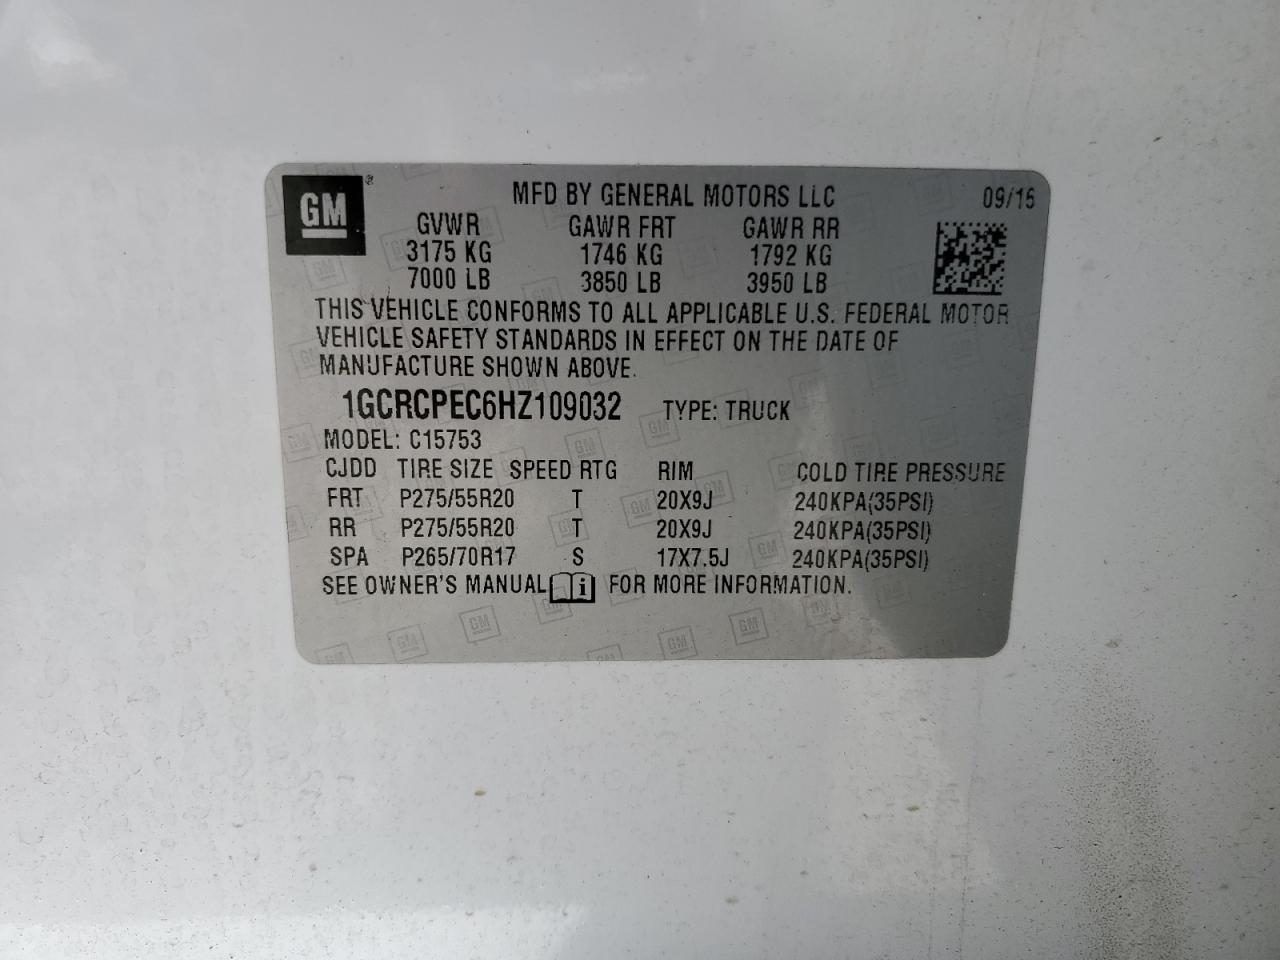 GM ® MFD BY GENERAL MOTORS LLC 09/16
GVWR GAWR FRT GAWR RR
3175 KG 1746 KG 1792 KG
7000 LB 3850 LB 3950 LB
THIS VEHICLE CONFORMS TO ALL APPLICABLE U.S. FEDERAL MOTOR
VEHICLE SAFETY STANDARDS IN EFFECT ON THE DATE OF
MANUFACTURE SHOWN ABOVE.
1GCRCPEC6HZ109032 TYPE: TRUCK
MODEL: C15753
CJDD TIRE SIZE SPEED RTG RIM COLD TIRE PRESSURE
FRT P275/55R20 T 20X9J 240KPA(35PSI)
RR P275/55R20 T 20X9J 240KPA(35PSI)
SPA P265/70R17 S 17X7.5J 240KPA(35PSI)
SEE OWNER'S MANUAL i FOR MORE INFORMATION.